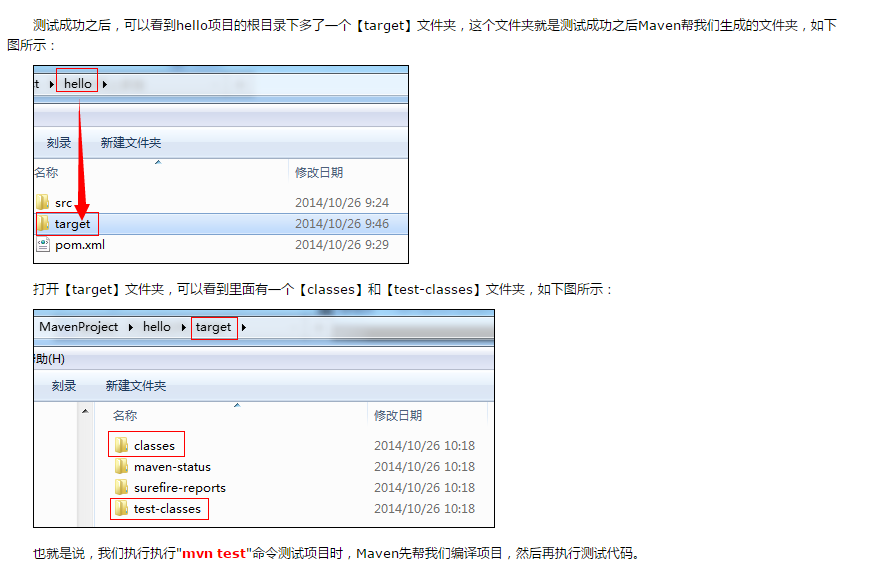 测试成功之后，可以看到hello项目的根目录下多了一个【target】文件夹，这个文件夹就是测试成功之后Maven帮我们生成的文件夹，如下
图所示：
t ▸ hello ▸
刻录 新建文件夹
名称 修改日期
src 2014/10/26 9:24
target 2014/10/26 9:46
pom.xml 2014/10/26 9:29
打开【target】文件夹，可以看到里面有一个【classes】和【test-classes】文件夹，如下图所示：
MavenProject ▸ hello ▸ target ▸
助(H)
刻录 新建文件夹
名称 修改日期
classes 2014/10/26 10:18
maven-status 2014/10/26 10:18
surefire-reports 2014/10/26 10:18
test-classes 2014/10/26 10:18
也就是说，我们执行执行"mvn test"命令测试项目时，Maven先帮我们编译项目，然后再执行测试代码。